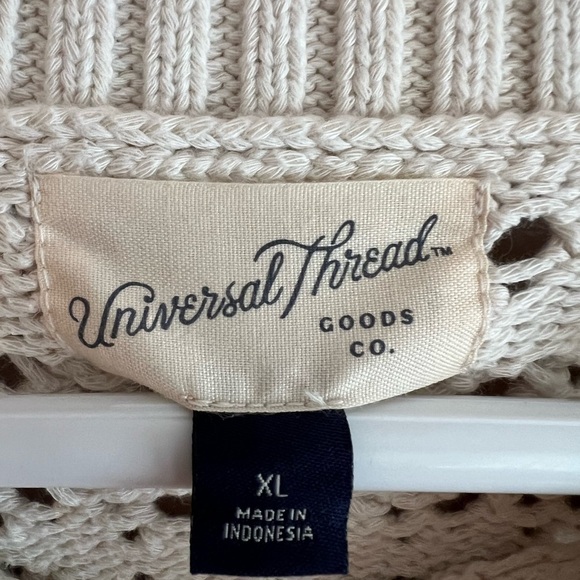 Universal Thread™
GOODS
CO.
XL
MADE IN
INDONESIA